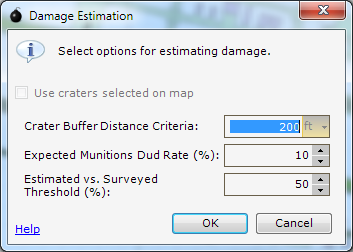 Damage Estimation
Select options for estimating damage.
Use craters selected on map
Crater Buffer Distance Criteria: 200 ft
Expected Munitions Dud Rate (%): 10
Estimated vs. Surveyed
Threshold (%): 50
Help OK Cancel